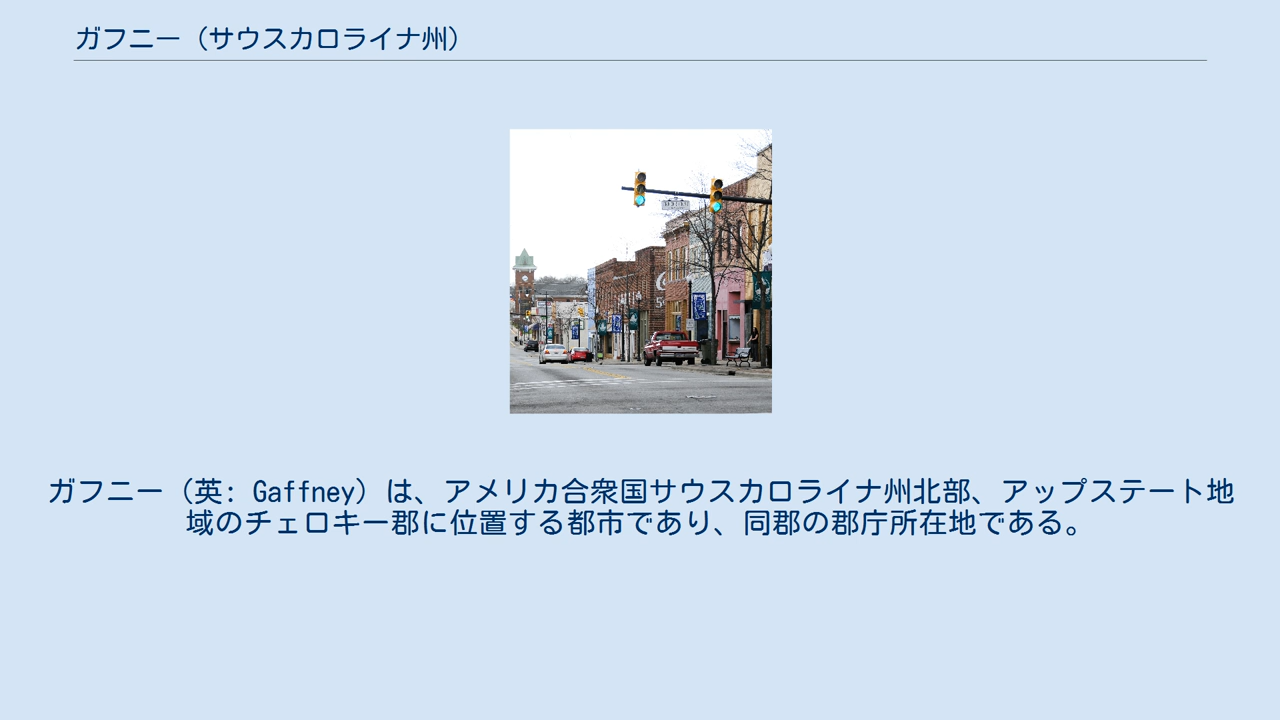 ガフニー（サウスカロライナ州）
ガフニー（英: Gaffney）は、アメリカ合衆国サウスカロライナ州北部、アップステート地
域のチェロキー郡に位置する都市であり、同郡の郡庁所在地である。